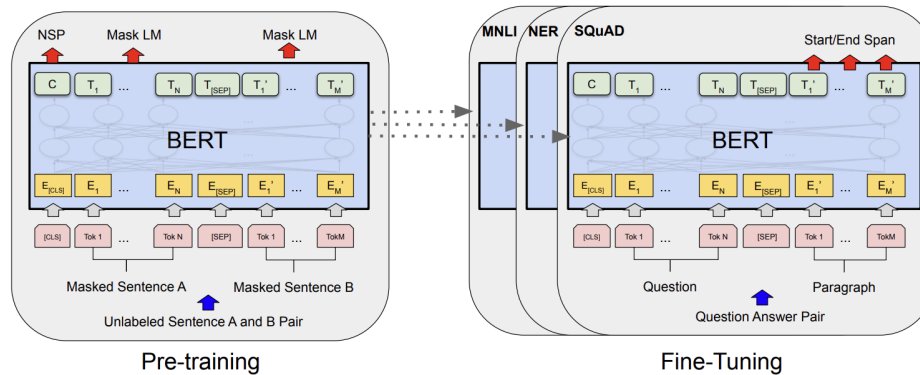 NSP Mask LM Mask LM
C T1 ... TN T[SEP] T1' ... TM'
BERT
E[CLS] E1 ... EN E[SEP] E1' ... EM'
[CLS] Tok 1 ... Tok N [SEP] Tok 1 ... TokM
Masked Sentence A Masked Sentence B
Unlabeled Sentence A and B Pair
Pre-training
MNLI NER SQuAD
Start/End Span
C T1 ... TN T[SEP] T1' ... TM'
BERT
E[CLS] E1 ... EN E[SEP] E1' ... EM'
[CLS] Tok 1 ... Tok N [SEP] Tok 1 ... TokM
Question Paragraph
Question Answer Pair
Fine-Tuning